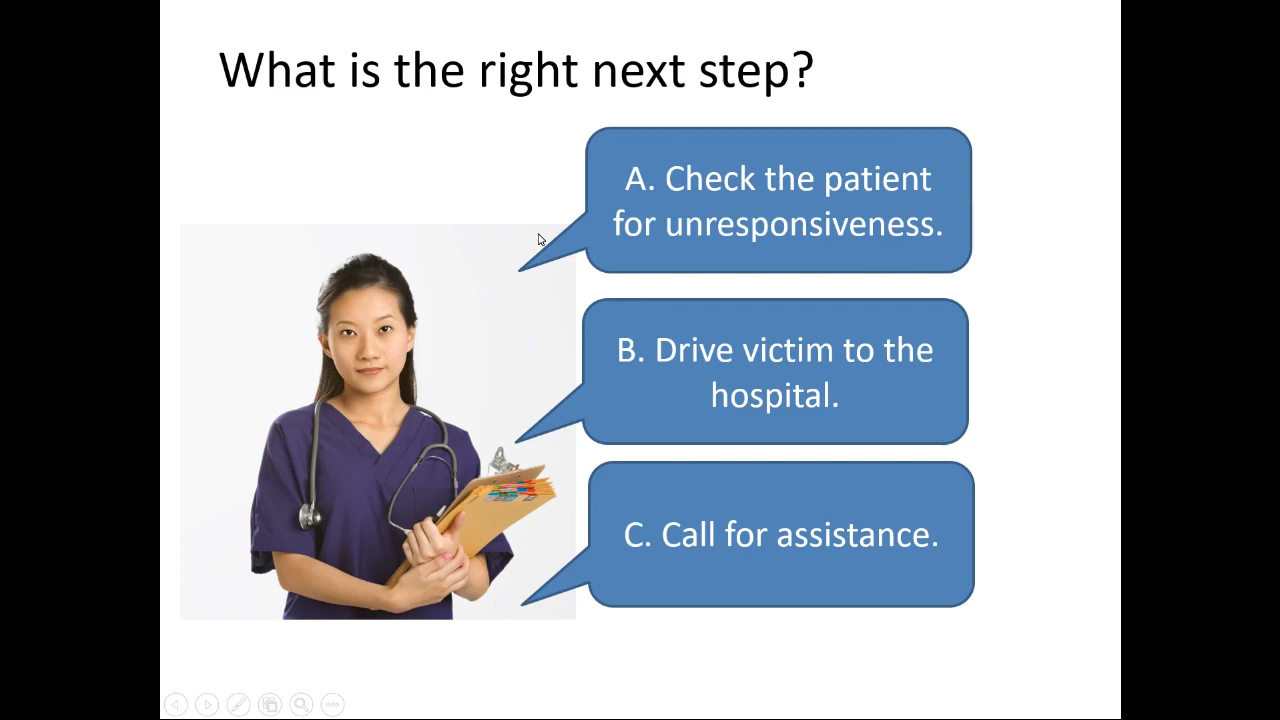 What is the right next step?
A. Check the patient
for unresponsiveness.
B. Drive victim to the
hospital.
C. Call for assistance.